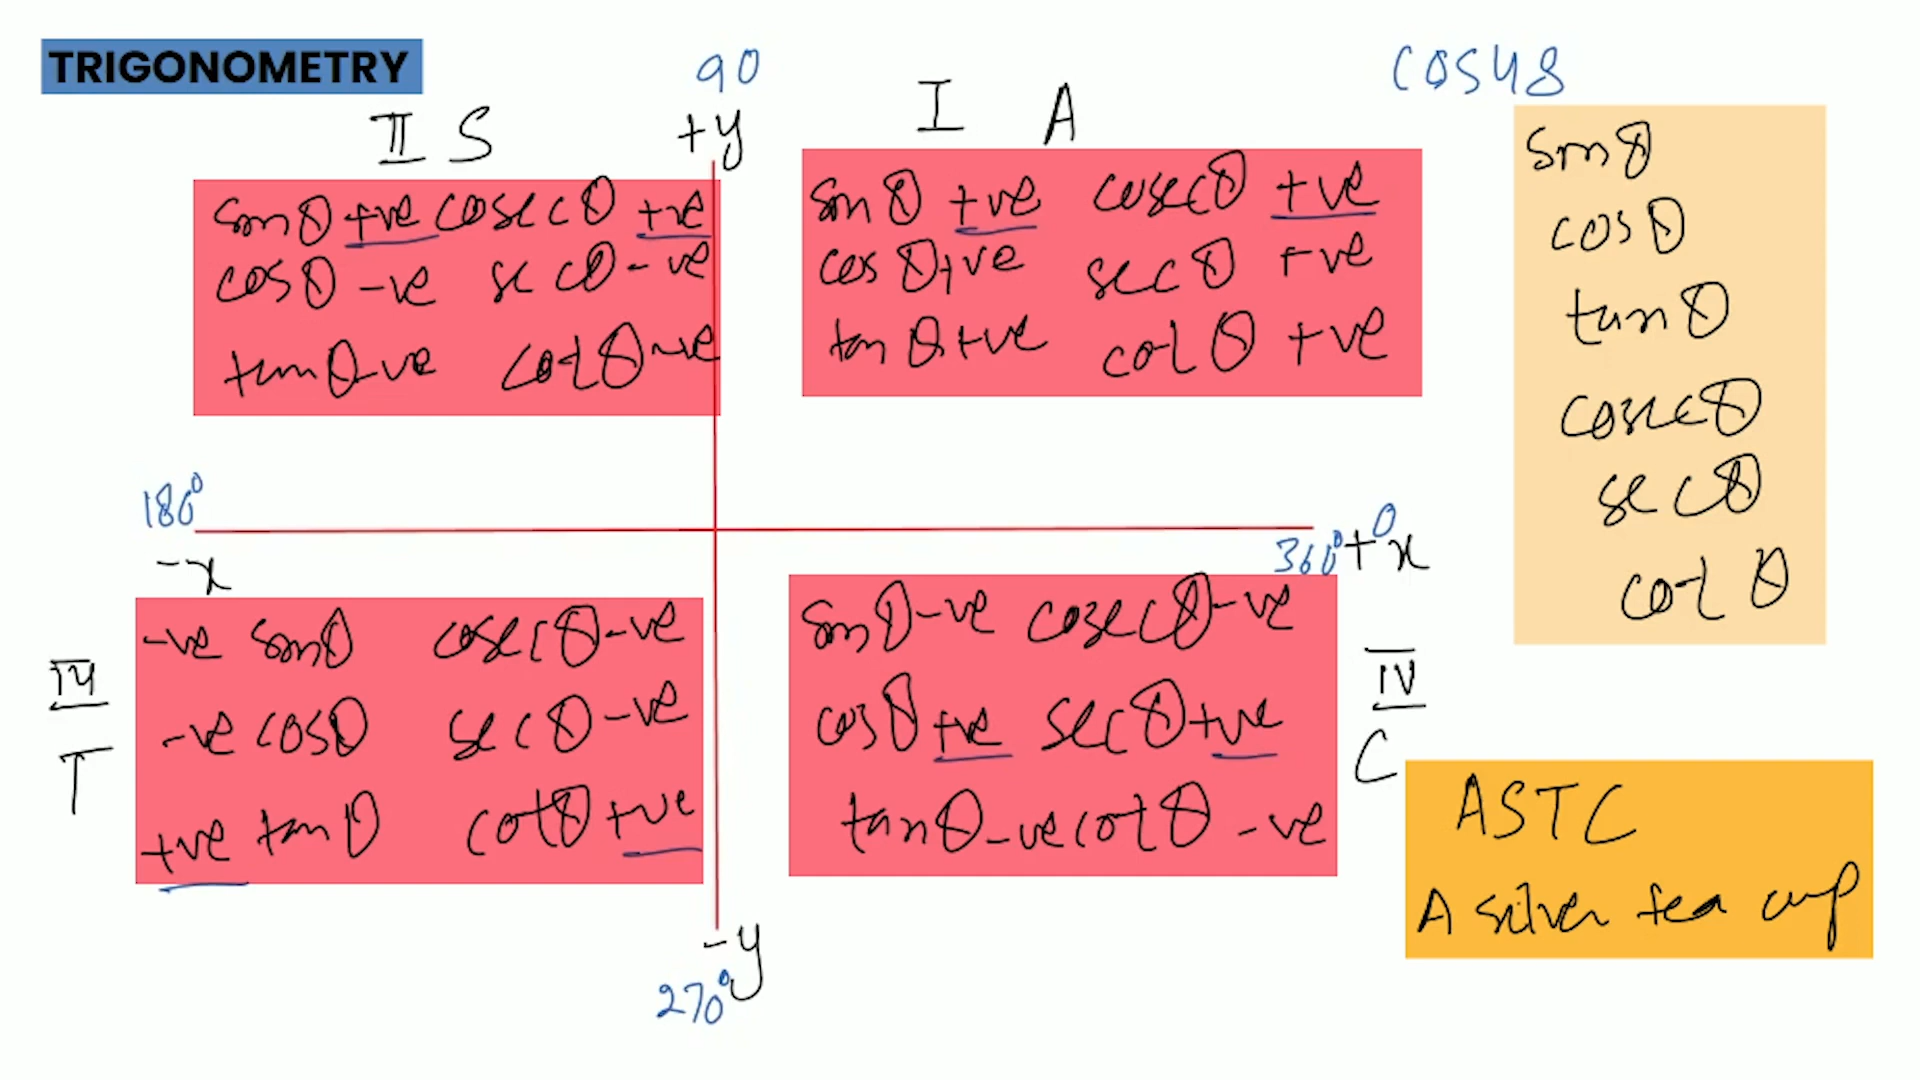 TRIGONOMETRY
90
cos48
II S
+y
I A
sinθ +ve cosecθ +ve
cosθ -ve secθ -ve
tanθ -ve cotθ -ve
sinθ +ve cosecθ +ve
cosθ +ve secθ +ve
tanθ +ve cotθ +ve
sinθ
cosθ
tanθ
cosecθ
secθ
cotθ
180°
-x
0
360° +x
III
T
-ve sinθ cosecθ -ve
-ve cosθ secθ -ve
+ve tanθ cotθ +ve
sinθ -ve cosecθ -ve
cosθ +ve secθ +ve
tanθ -ve cotθ -ve
IV
C
ASTC
A silver tea cup
-y
270°